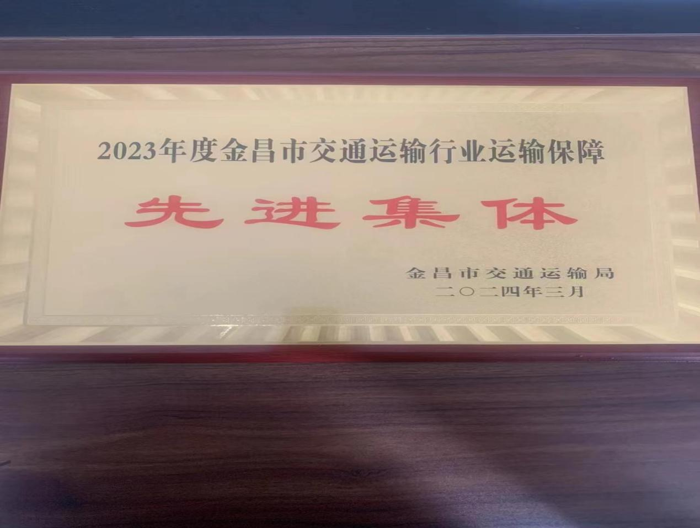 2023年度金昌市交通运输行业运输保障
先进集体
金昌市交通运输局
二〇二四年三月